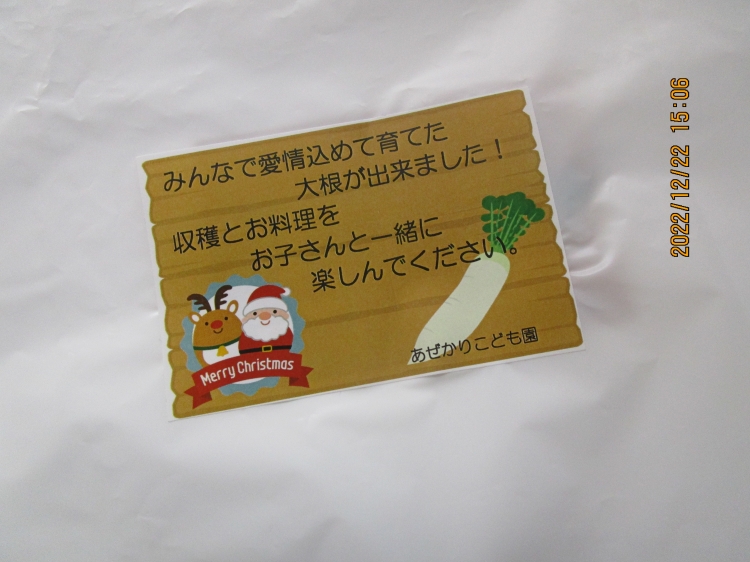 みんなで愛情込めて育てた
大根が出来ました！
収穫とお料理を
お子さんと一緒に
楽しんでください。
Merry Christmas
あぜかりこども園
2022/12/22 15:06